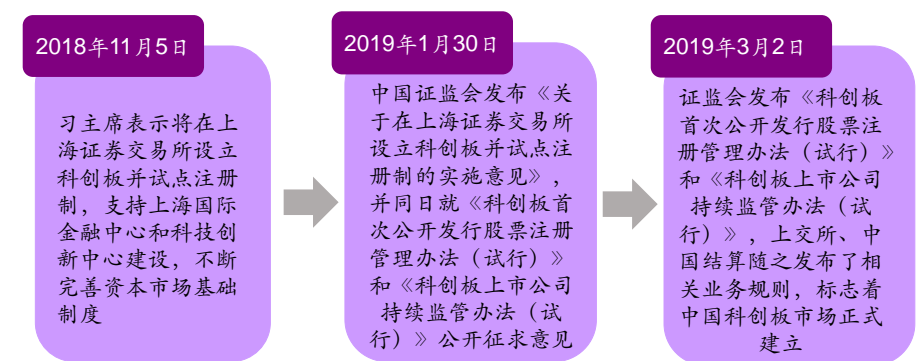 2018年11月5日
习主席表示将在上
海证券交易所设立
科创板并试点注册
制，支持上海国际
金融中心和科技创
新中心建设，不断
完善资本市场基础
制度
2019年1月30日
中国证监会发布《关
于在上海证券交易所
设立科创板并试点注
册制的实施意见》，
并同日就《科创板首
次公开发行股票注册
管理办法（试行）》
和《科创板上市公司
持续监管办法（试
行）》公开征求意见
2019年3月2日
证监会发布《科创板
首次公开发行股票注
册管理办法（试行）》
和《科创板上市公司
持续监管办法（试
行）》，上交所、中
国结算随之发布了相
关业务规则，标志着
中国科创板市场正式
建立